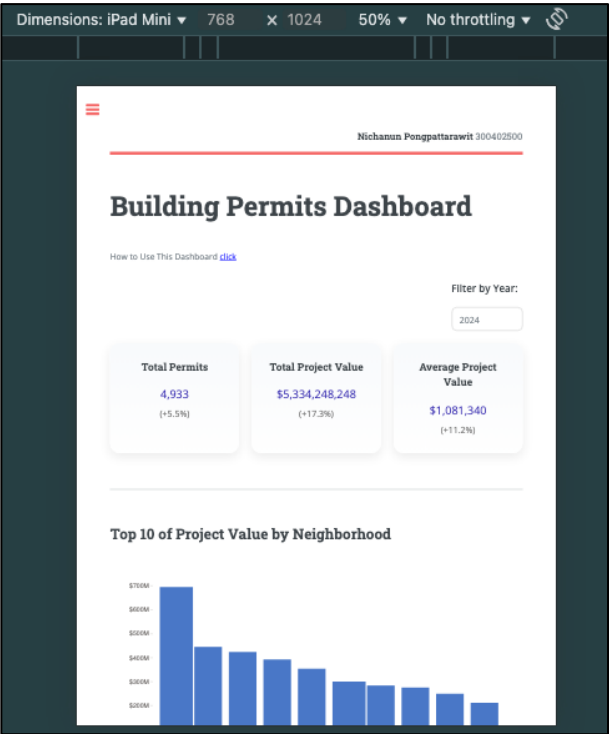 Dimensions: iPad Mini ▼ 768 × 1024 50% ▼ No throttling ▼
Nichanun Pongpattarawit 300402500
Building Permits Dashboard
How to Use This Dashboard click
Filter by Year:
2024
Total Permits
4,933
(+5.5%)
Total Project Value
$5,334,248,248
(+17.3%)
Average Project
Value
$1,081,340
(+11.2%)
Top 10 of Project Value by Neighborhood
$700M
$600M
$500M
$400M
$300M
$200M